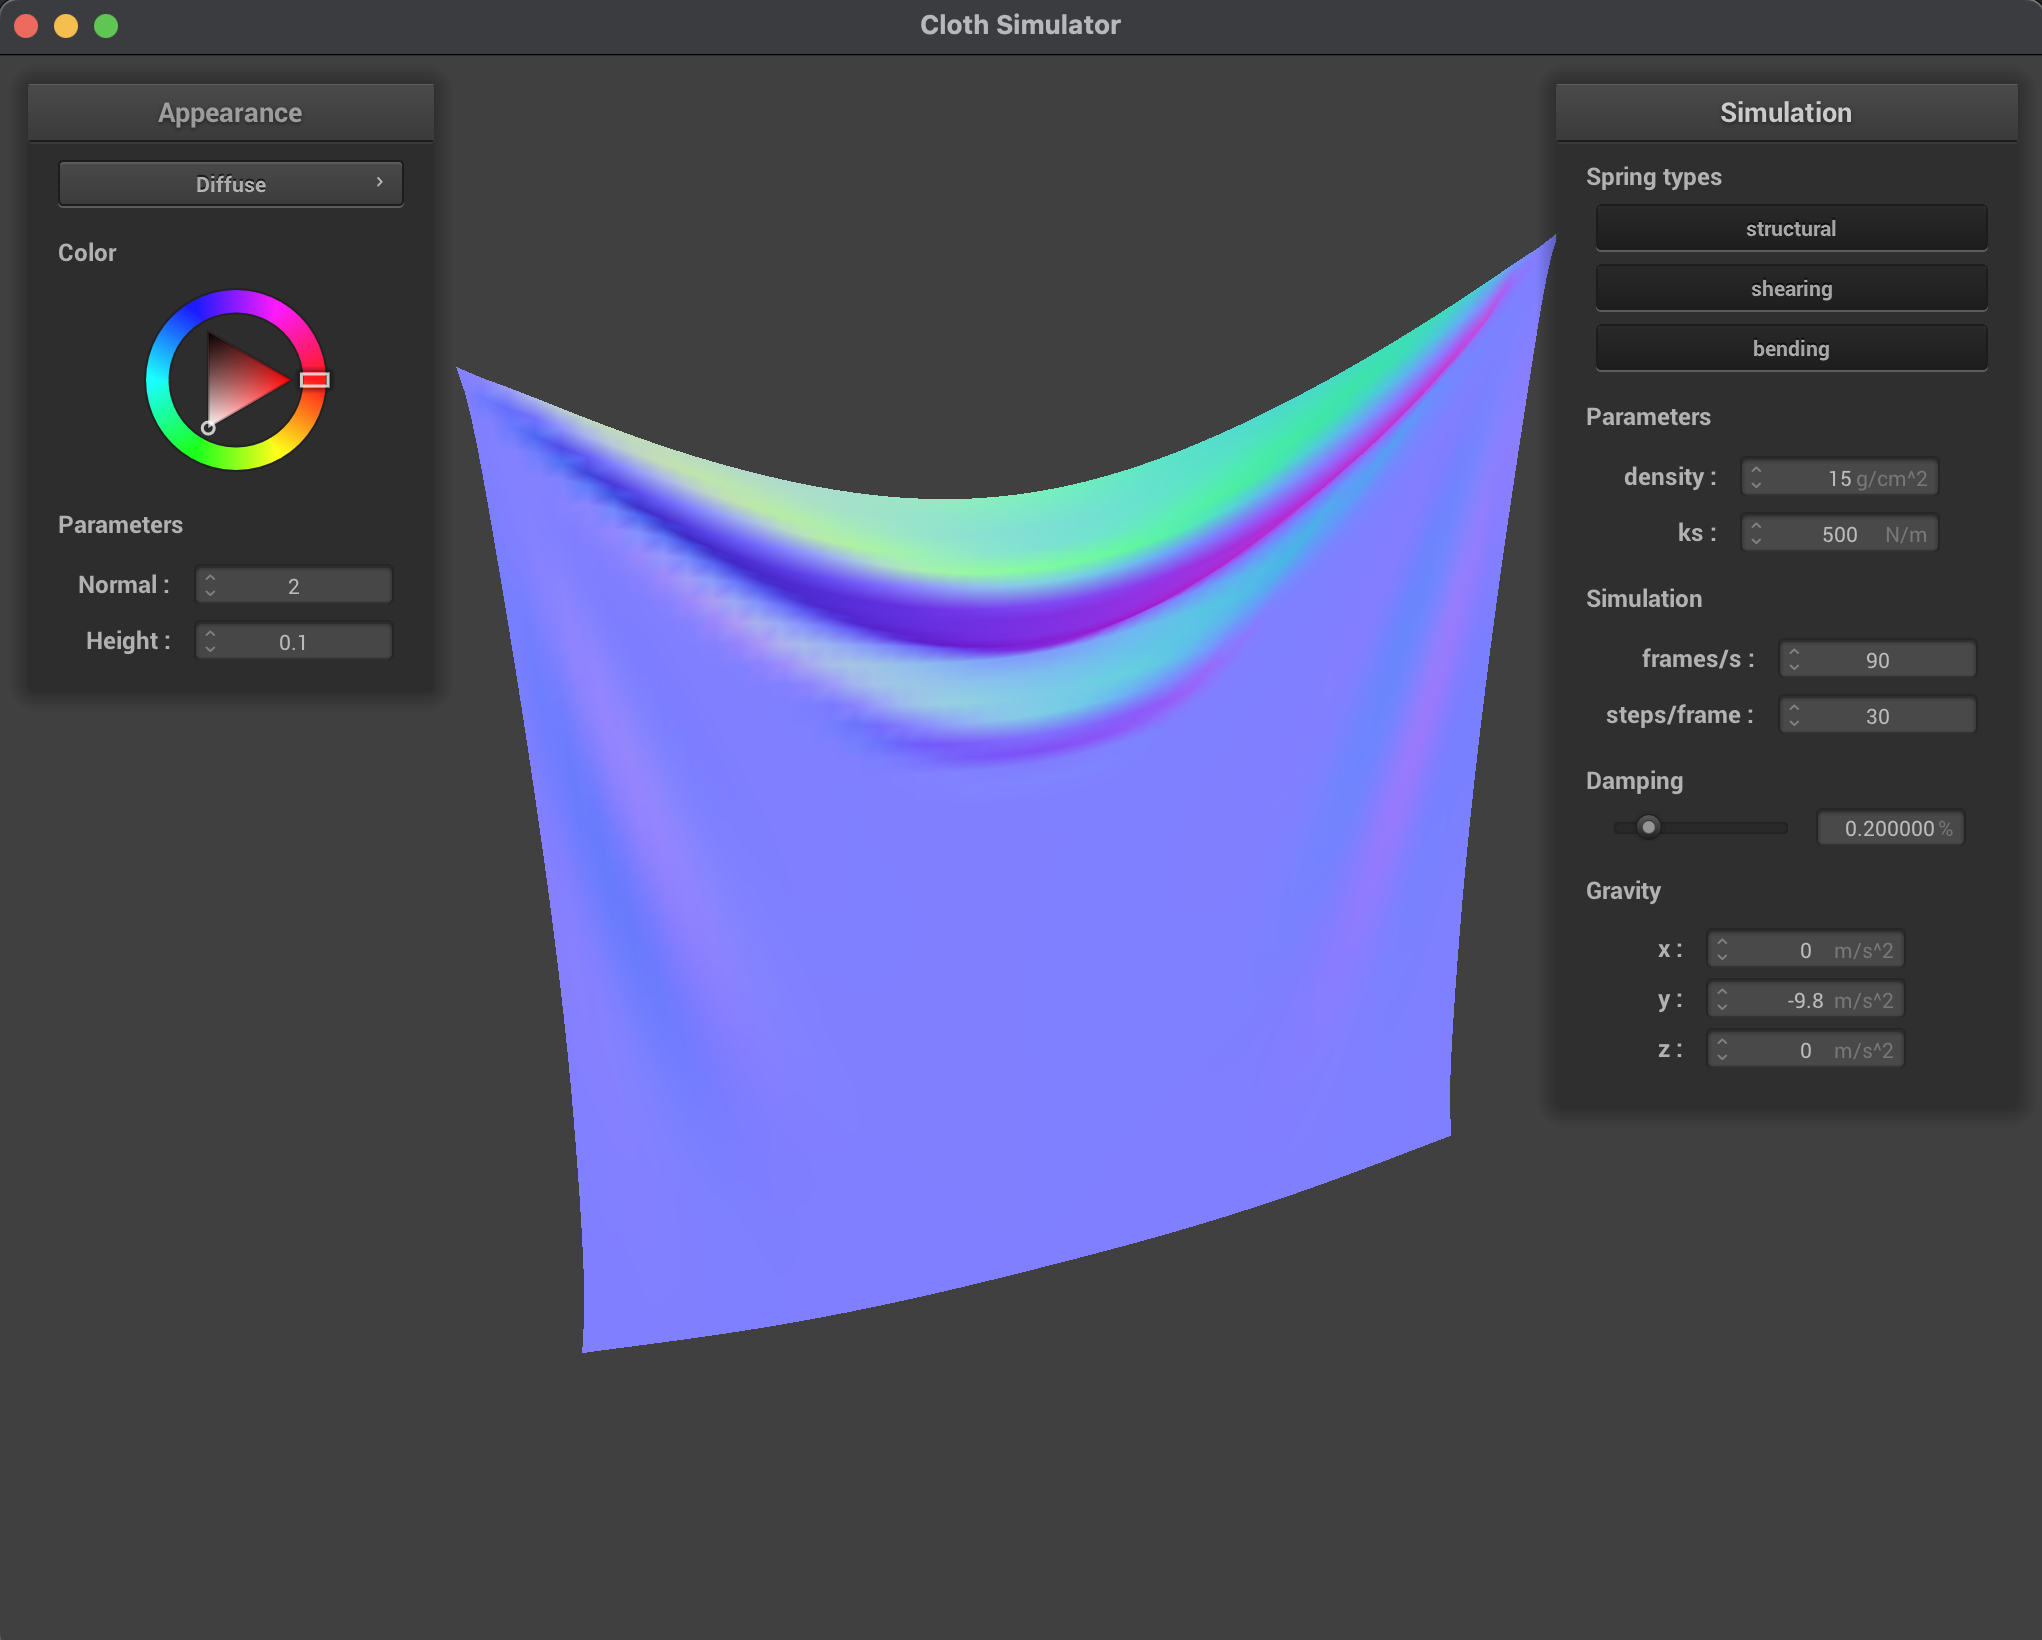 Cloth Simulator
Appearance
Diffuse
Color
Parameters
Normal : 2
Height : 0.1
Simulation
Spring types
structural
shearing
bending
Parameters
density : 15 g/cm^2
ks : 500 N/m
Simulation
frames/s : 90
steps/frame : 30
Damping
0.200000 %
Gravity
x : 0 m/s^2
y : -9.8 m/s^2
z : 0 m/s^2